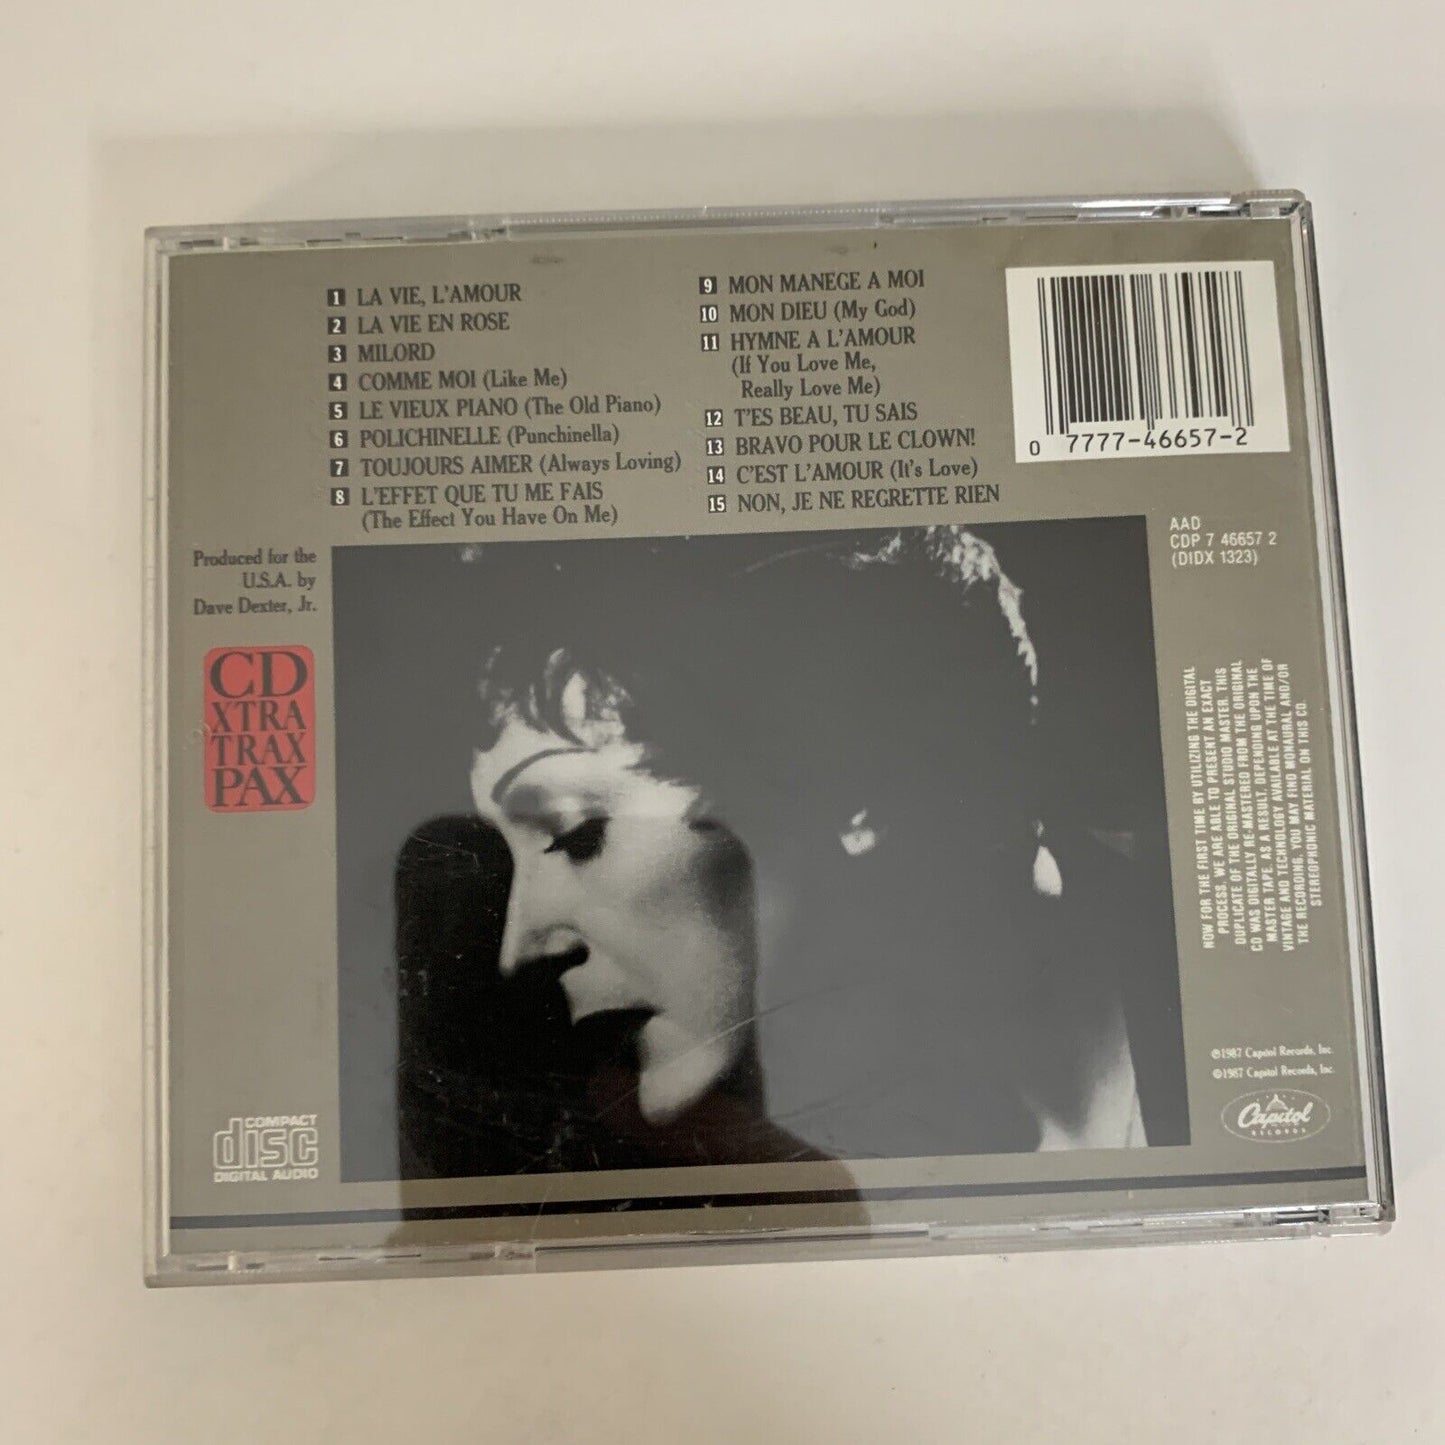 1 LA VIE, L'AMOUR
2 LA VIE EN ROSE
3 MILORD
4 COMME MOI (Like Me)
5 LE VIEUX PIANO (The Old Piano)
6 POLICHINELLE (Punchinella)
7 TOUJOURS AIMER (Always Loving)
8 L'EFFET QUE TU ME FAIS
(The Effect You Have On Me)
9 MON MANEGE A MOI
10 MON DIEU (My God)
11 HYMNE A L'AMOUR
(If You Love Me,
Really Love Me)
12 T'ES BEAU, TU SAIS
13 BRAVO POUR LE CLOWN!
14 C'EST L'AMOUR (It's Love)
15 NON, JE NE REGRETTE RIEN
0 7777-46657-2
AAD
CDP 7 46657 2
(DIDX 1323)
Produced for the
U.S.A. by
Dave Dexter, Jr.
CD
XTRA
TRAX
PAX
NOW FOR THE FIRST TIME BY UTILIZING THE DIGITAL
PROCESS, WE ARE ABLE TO PRESENT AN EXACT
DUPLICATE OF THE ORIGINAL STUDIO MASTER. THIS
CD WAS DIGITALLY RE-MASTERED FROM THE ORIGINAL
MASTER TAPE. AS A RESULT, DEPENDING UPON THE
VINTAGE AND TECHNOLOGY AVAILABLE AT THE TIME OF
THE RECORDING, YOU MAY FIND MONAURAL AND/OR
STEREOPHONIC MATERIAL ON THIS CD.
℗1987 Capitol Records, Inc.
©1987 Capitol Records, Inc.
Capitol
RECORDS
COMPACT
disc
DIGITAL AUDIO